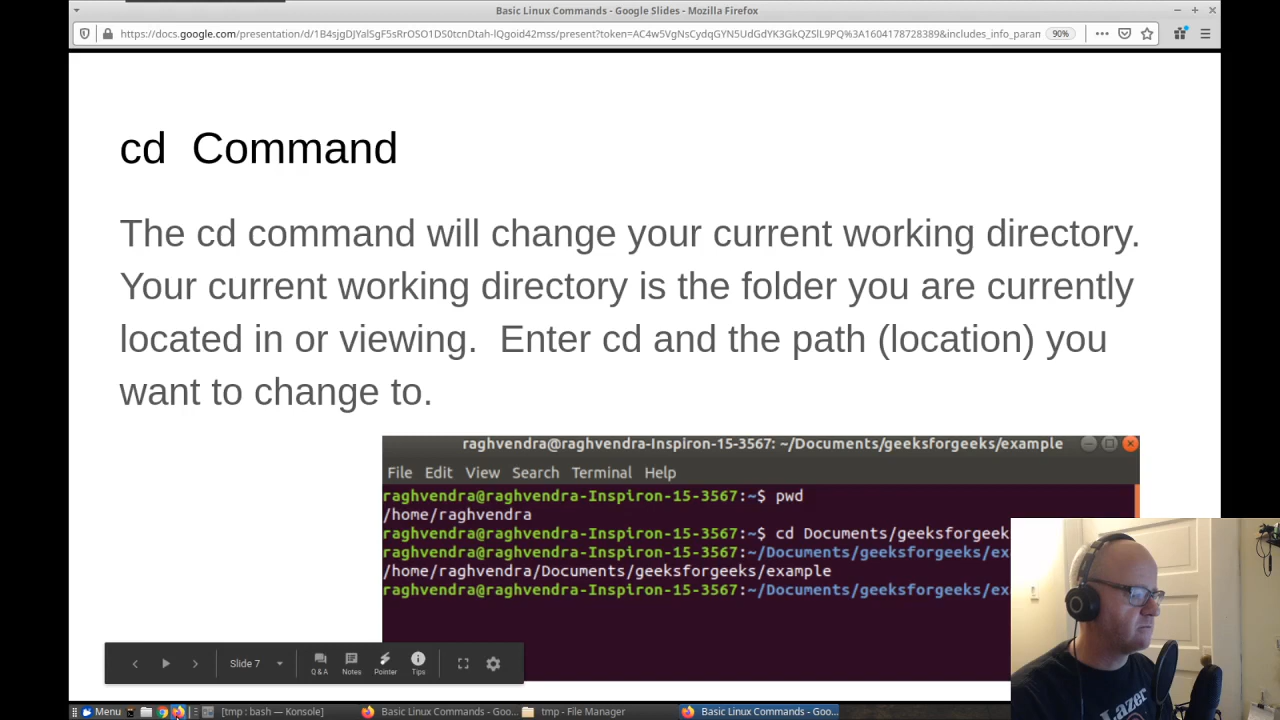 Basic Linux Commands - Google Slides - Mozilla Firefox
https://docs.google.com/presentation/d/1B4sjgDJYalSgF5sRrOSO1DS0tcnDtdI-lQgoid42mss/present?token=AC4w5VgNsCydqGYN5UdGdYK3GkQZSlL9PQ%3A1604178728389&includes_info_param
90%
cd Command
The cd command will change your current working directory.
Your current working directory is the folder you are currently
located in or viewing. Enter cd and the path (location) you
want to change to.
raghvendra@raghvendra-Inspiron-15-3567: ~/Documents/geeksforgeeks/example
File Edit View Search Terminal Help
raghvendra@raghvendra-Inspiron-15-3567:~$ pwd
/home/raghvendra
raghvendra@raghvendra-Inspiron-15-3567:~$ cd Documents/geeksforgeek
raghvendra@raghvendra-Inspiron-15-3567:~/Documents/geeksforgeeks/ex
/home/raghvendra/Documents/geeksforgeeks/example
raghvendra@raghvendra-Inspiron-15-3567:~/Documents/geeksforgeeks/ex
Slide 7
Q & A Notes Pointer Tips
Lazer
Menu [tmp : bash — Konsole] Basic Linux Commands - Goo... tmp - File Manager Basic Linux Commands - Goo...